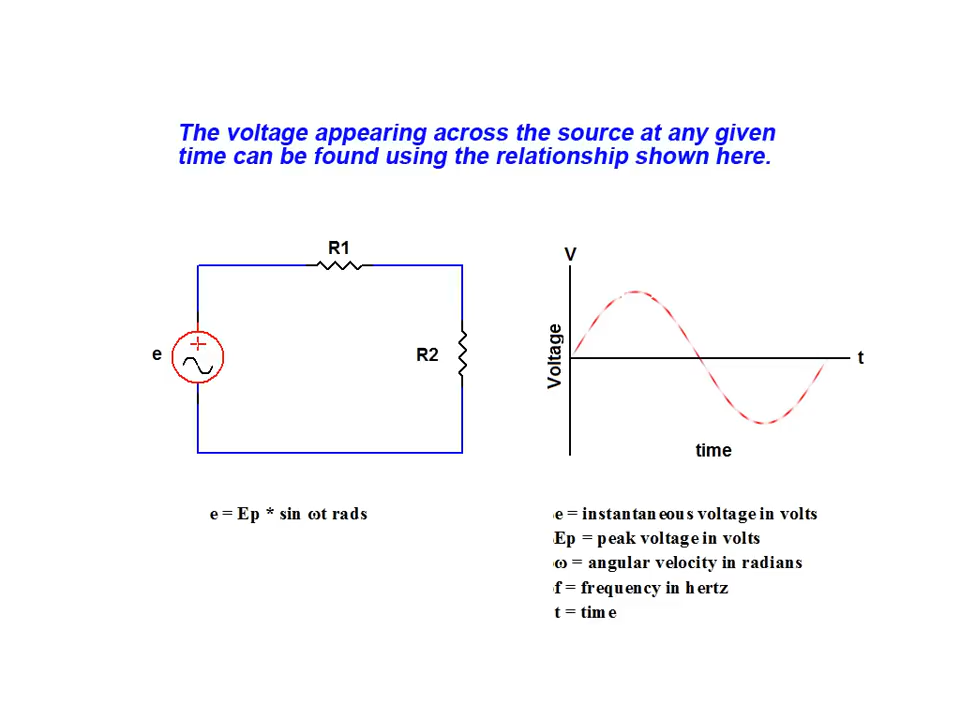 The voltage appearing across the source at any given
time can be found using the relationship shown here.
R1
e
R2
V
Voltage
t
time
e = Ep * sin ωt rads
e = instantaneous voltage in volts
Ep = peak voltage in volts
ω = angular velocity in radians
f = frequency in hertz
t = time